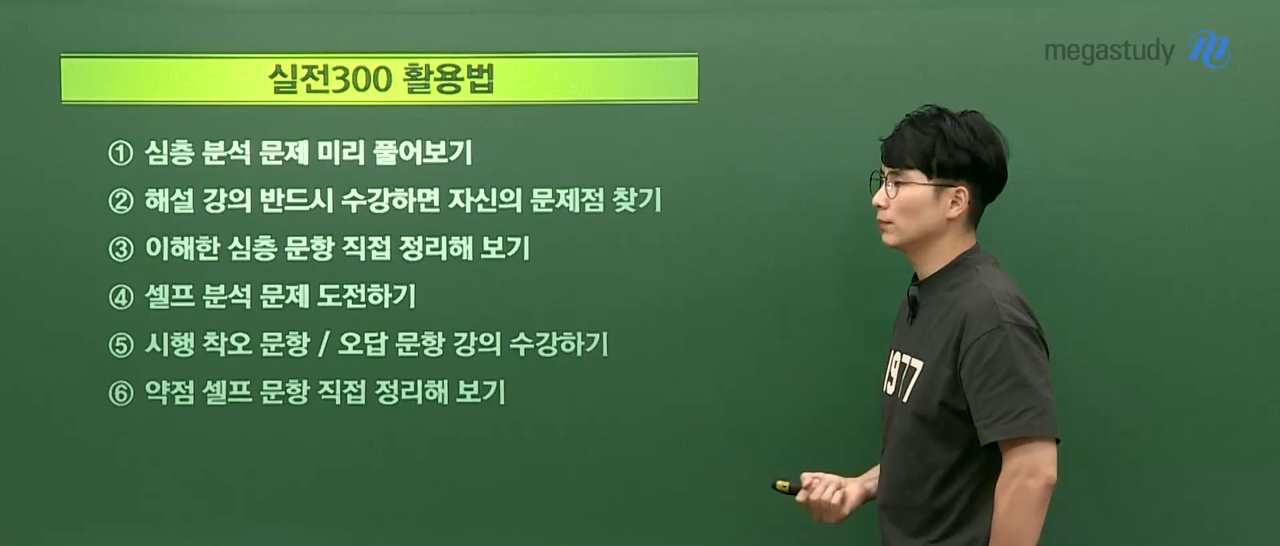 megastudy
실전300 활용법
① 심층 분석 문제 미리 풀어보기
② 해설 강의 반드시 수강하면 자신의 문제점 찾기
③ 이해한 심층 문항 직접 정리해 보기
④ 셀프 분석 문제 도전하기
⑤ 시행 착오 문항 / 오답 문항 강의 수강하기
⑥ 약점 셀프 문항 직접 정리해 보기
1977